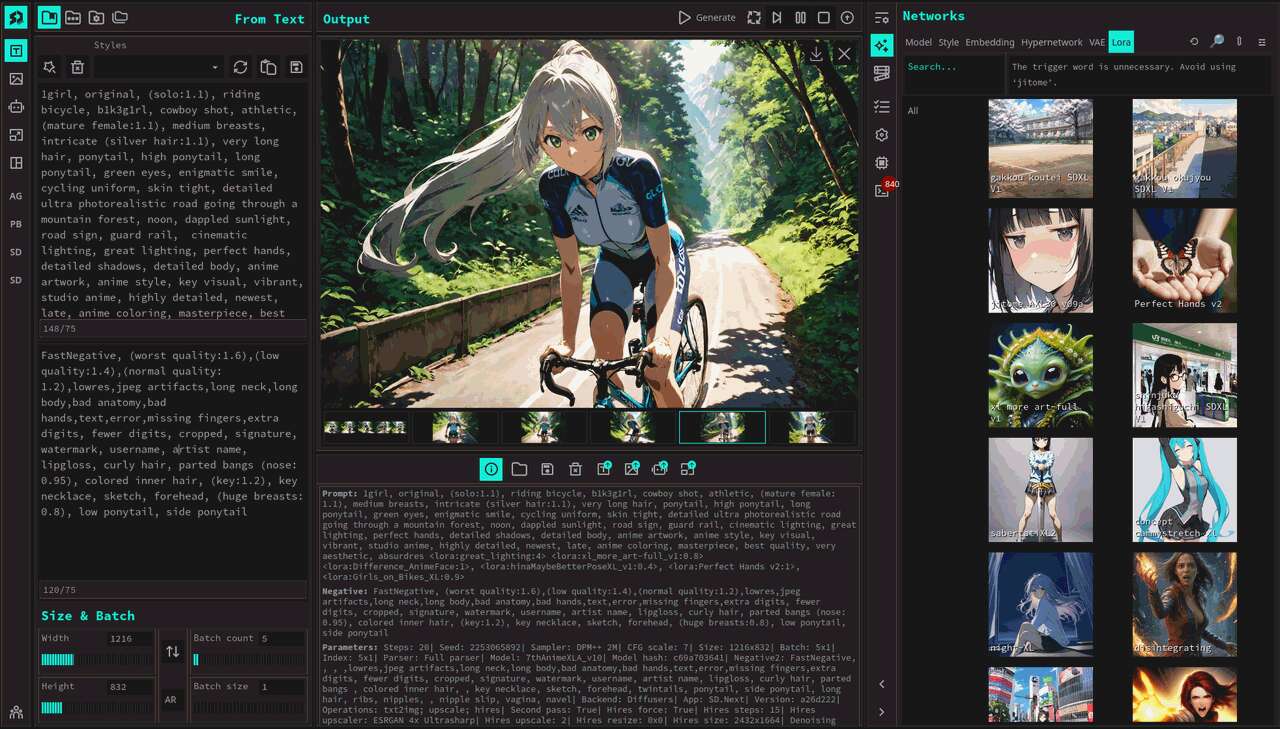 From Text
Styles
1girl, original, (solo:1.1), riding
bicycle, b1k3g1rl, cowboy shot, athletic,
(mature female:1.1), medium breasts,
intricate (silver hair:1.1), very long
hair, ponytail, high ponytail, long
ponytail, green eyes, enigmatic smile,
cycling uniform, skin tight, detailed
ultra photorealistic road going through a
mountain forest, noon, dappled sunlight,
road sign, guard rail,  cinematic
lighting, great lighting, perfect hands,
detailed shadows, detailed body, anime
artwork, anime style, key visual, vibrant,
studio anime, highly detailed, newest,
late, anime coloring, masterpiece, best
148/75
FastNegative, (worst quality:1.6),(low
quality:1.4),(normal quality:
1.2),lowres,jpeg artifacts,long neck,long
body,bad anatomy,bad
hands,text,error,missing fingers,extra
digits, fewer digits, cropped, signature,
watermark, username, artist name,
lipgloss, curly hair, parted bangs (nose:
0.95), colored inner hair, (key:1.2), key
necklace, sketch, forehead, (huge breasts:
0.8), low ponytail, side ponytail
120/75
Size & Batch
Width 1216
Batch count 5
Height 832
AR
Batch size 1
AG
PB
SD
SD
Output
Generate
Prompt: 1girl, original, (solo:1.1), riding bicycle, b1k3g1rl, cowboy shot, athletic, (mature female:
1.1), medium breasts, intricate (silver hair:1.1), very long hair, ponytail, high ponytail, long
ponytail, green eyes, enigmatic smile, cycling uniform, skin tight, detailed ultra photorealistic road
going through a mountain forest, noon, dappled sunlight, road sign, guard rail, cinematic lighting, great
lighting, perfect hands, detailed shadows, detailed body, anime artwork, anime style, key visual,
vibrant, studio anime, highly detailed, newest, late, anime coloring, masterpiece, best quality, very
aesthetic, absurdres <lora:great_lighting:4> <lora:xl_more_art-full_v1:0.8>
<lora:Difference_AnimeFace:1>, <lora:hinaMaybeBetterPoseXL_v1:0.4>, <lora:Perfect Hands v2:1>,
<lora:Girls_on_Bikes_XL:0.9>
Negative: FastNegative, (worst quality:1.6),(low quality:1.4),(normal quality:1.2),lowres,jpeg
artifacts,long neck,long body,bad anatomy,bad hands,text,error,missing fingers,extra digits, fewer
digits, cropped, signature, watermark, username, artist name, lipgloss, curly hair, parted bangs (nose:
0.95), colored inner hair, (key:1.2), key necklace, sketch, forehead, (huge breasts:0.8), low ponytail,
side ponytail
Parameters: Steps: 20| Seed: 2253065892| Sampler: DPM++ 2M| CFG scale: 7| Size: 1216x832| Batch: 5x1|
Index: 5x1| Parser: Full parser| Model: 7thAnimeXLA_v10| Model hash: c69a703641| Negative2: FastNegative,
, , ,lowres,jpeg artifacts,long neck,long body,bad anatomy,bad hands,text,error,missing fingers,extra
digits, fewer digits, cropped, signature, watermark, username, artist name, lipgloss, curly hair, parted
bangs , colored inner hair, , key necklace, sketch, forehead, twintails, ponytail, side ponytail, long
hair, ribs, nipples, , nipple slip, vagina, navel| Backend: Diffusers| App: SD.Next| Version: a26d222|
Operations: txt2img; upscale; hires| Second pass: True| Hires force: True| Hires steps: 15| Hires
upscaler: ESRGAN 4x Ultrasharp| Hires upscale: 2| Hires resize: 0x0| Hires size: 2432x1664| Denoising
840
Networks
Model Style Embedding Hypernetwork VAE Lora
Search...
The trigger word is unnecessary. Avoid using
'jitome'.
All
gakkou koutei SDXL
V1
gakkou okujyou
SDXL V1
Perfect Hands v2
xl more art-full
v1
SDXL
V1
concept
night-XL
disintegrating